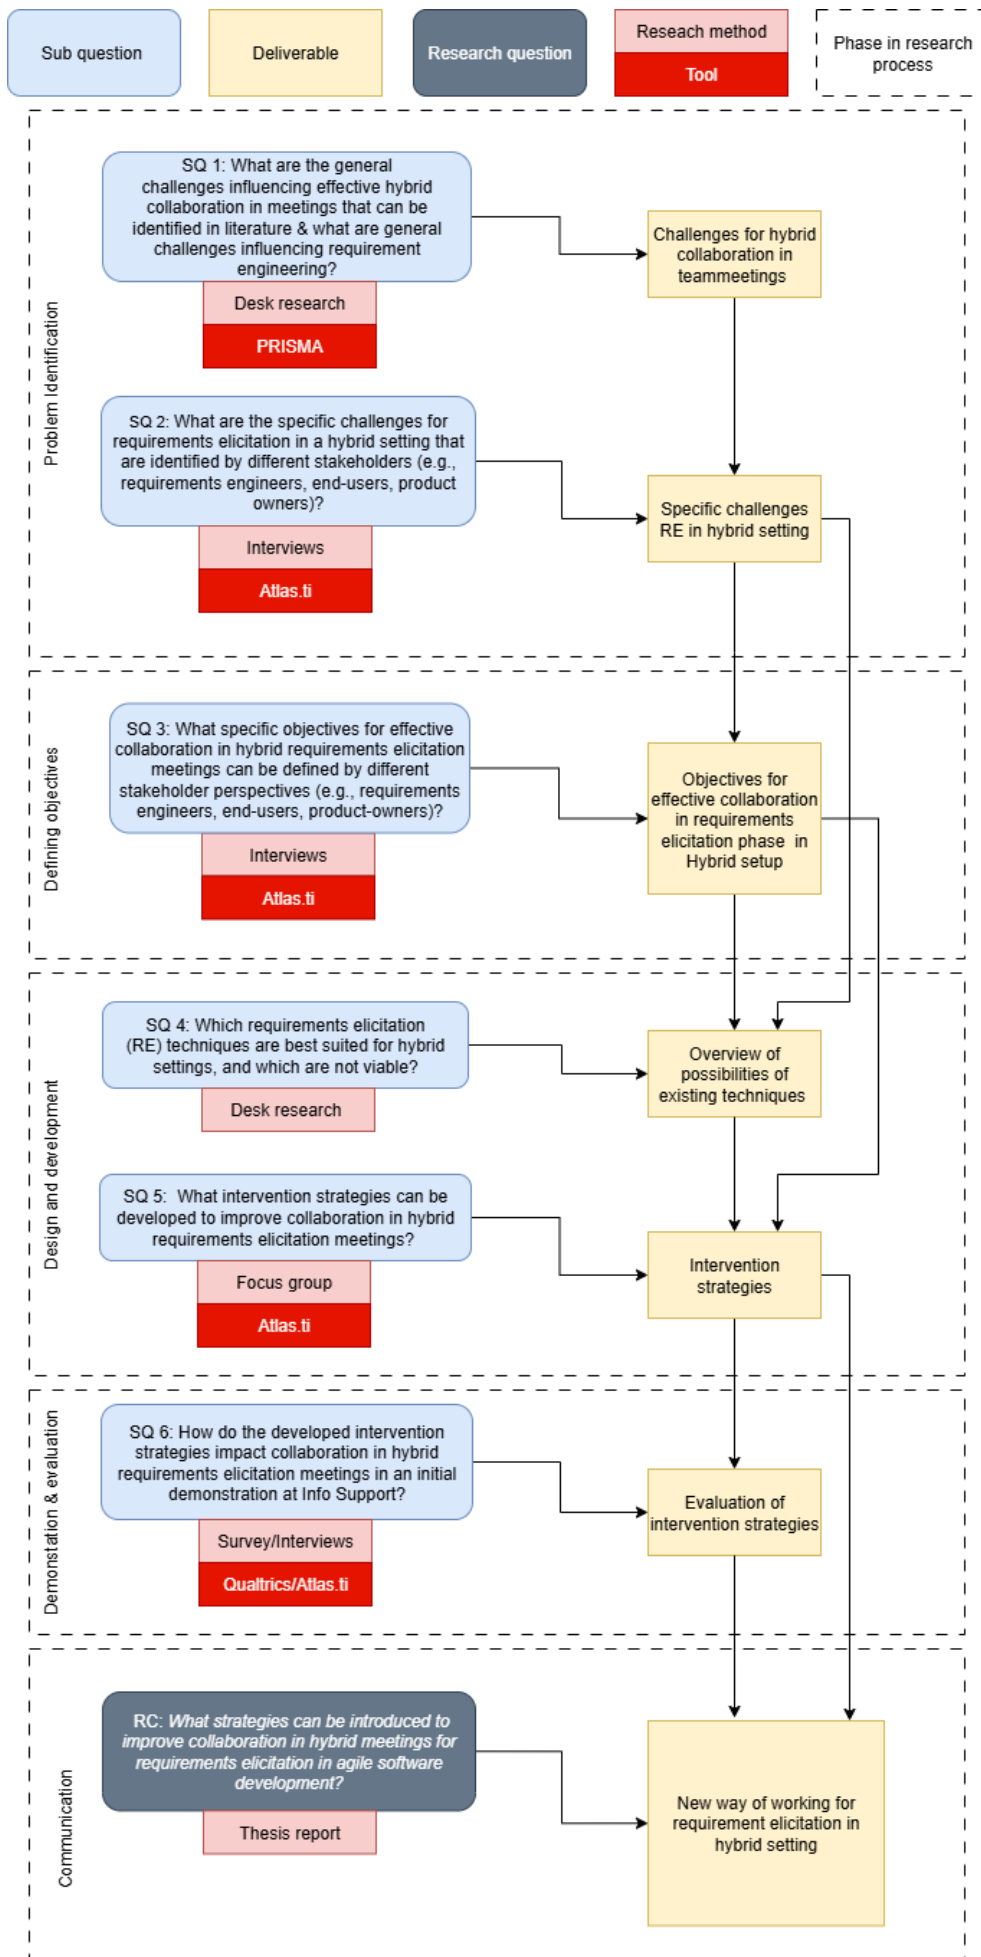 Sub question
Deliverable
Research question
Reseach method
Tool
Phase in research
process
Problem Identification
SQ 1: What are the general
challenges influencing effective hybrid
collaboration in meetings that can be
identified in literature & what are general
challenges influencing requirement
engineering?
Desk research
PRISMA
Challenges for hybrid
collaboration in
teammeetings
SQ 2: What are the specific challenges for
requirements elicitation in a hybrid setting that
are identified by different stakeholders (e.g.,
requirements engineers, end-users, product
owners)?
Interviews
Atlas.ti
Specific challenges
RE in hybrid setting
Defining objectives
SQ 3: What specific objectives for effective
collaboration in hybrid requirements elicitation
meetings can be defined by different
stakeholder perspectives (e.g., requirements
engineers, end-users, product-owners)?
Interviews
Atlas.ti
Objectives for
effective collaboration
in requirements
elicitation phase in
Hybrid setup
Design and development
SQ 4: Which requirements elicitation
(RE) techniques are best suited for hybrid
settings, and which are not viable?
Desk research
Overview of
possibilities of
existing techniques
SQ 5: What intervention strategies can be
developed to improve collaboration in hybrid
requirements elicitation meetings?
Focus group
Atlas.ti
Intervention
strategies
Demonstation & evaluation
SQ 6: How do the developed intervention
strategies impact collaboration in hybrid
requirements elicitation meetings in an initial
demonstration at Info Support?
Survey/Interviews
Qualtrics/Atlas.ti
Evaluation of
intervention strategies
Communication
RC: What strategies can be introduced to
improve collaboration in hybrid meetings for
requirements elicitation in agile software
development?
Thesis report
New way of working for
requirement elicitation in
hybrid setting